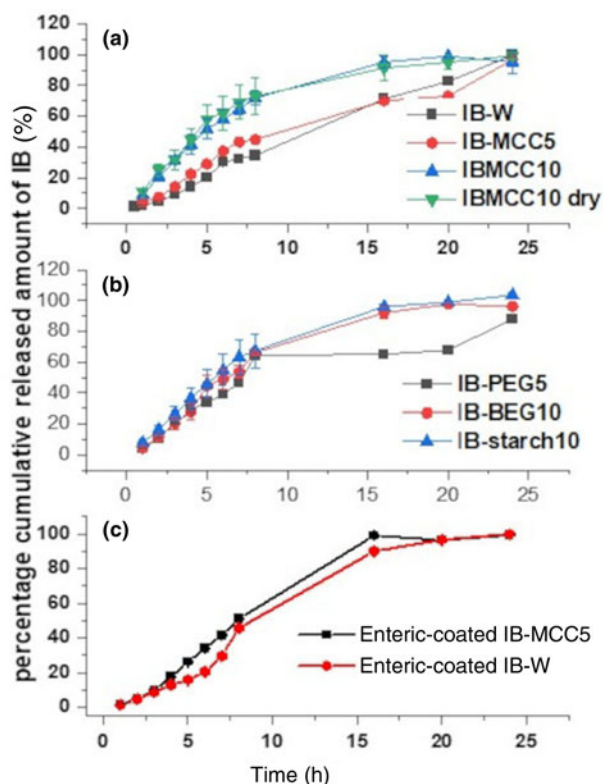 percentage cumulative released amount of IB (%)
(a)
120
100
80
60
40
20
0
IB-W
IB-MCC5
IBMCC10
IBMCC10 dry
0 5 10 15 20 25
(b)
120
100
80
60
40
20
0
IB-PEG5
IB-BEG10
IB-starch10
0 5 10 15 20 25
(c)
100
80
60
40
20
0
Enteric-coated IB-MCC5
Enteric-coated IB-W
0 5 10 15 20 25
Time (h)